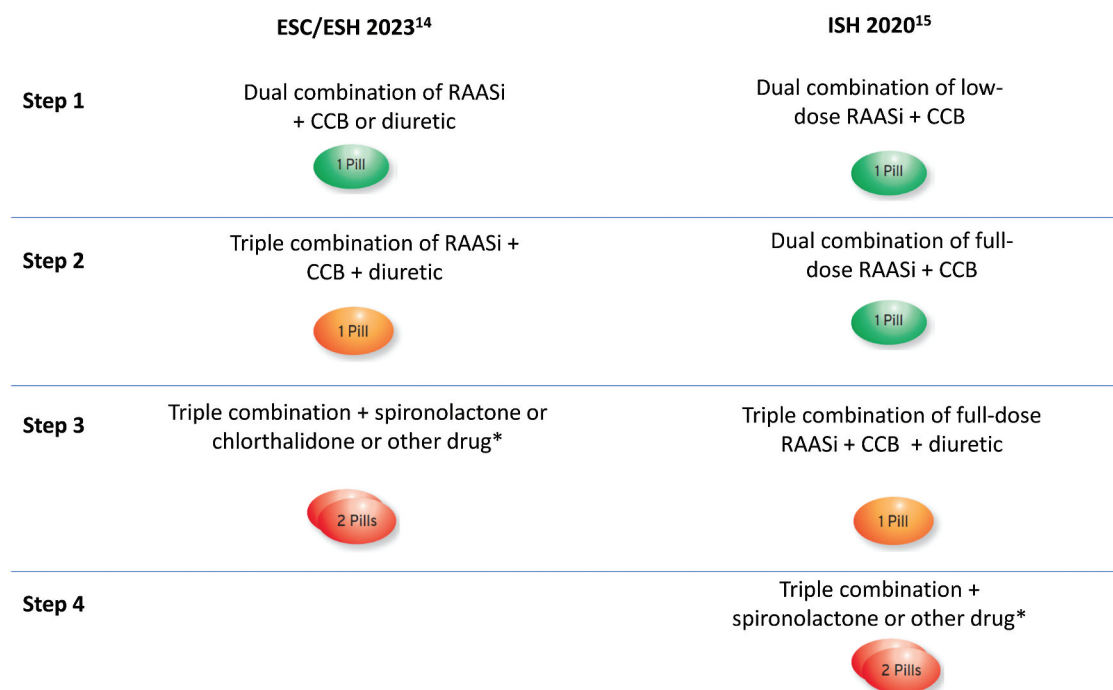 ESC/ESH 2023¹⁴
ISH 2020¹⁵
Step 1
Dual combination of RAASi
+ CCB or diuretic
1 Pill
Dual combination of low-
dose RAASi + CCB
1 Pill
Step 2
Triple combination of RAASi +
CCB + diuretic
1 Pill
Dual combination of full-
dose RAASi + CCB
1 Pill
Step 3
Triple combination + spironolactone or
chlorthalidone or other drug*
2 Pills
Triple combination of full-dose
RAASi + CCB + diuretic
1 Pill
Step 4
Triple combination +
spironolactone or other drug*
2 Pills